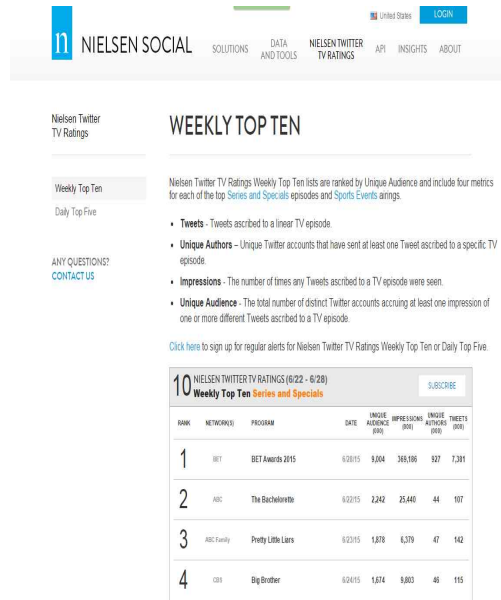 United States LOGIN
n NIELSEN SOCIAL SOLUTIONS DATA AND TOOLS NIELSEN TWITTER TV RATINGS API INSIGHTS ABOUT
Nielsen Twitter
TV Ratings
Weekly Top Ten
Daily Top Five
ANY QUESTIONS?
CONTACT US
WEEKLY TOP TEN
Nielsen Twitter TV Ratings Weekly Top Ten lists are ranked by Unique Audience and include four metrics
for each of the top Series and Specials episodes and Sports Events airings.
• Tweets - Tweets ascribed to a linear TV episode.
• Unique Authors – Unique Twitter accounts that have sent at least one Tweet ascribed to a specific TV
episode.
• Impressions - The number of times any Tweets ascribed to a TV episode were seen.
• Unique Audience - The total number of distinct Twitter accounts accruing at least one impression of
one or more different Tweets ascribed to a TV episode.
Click here to sign up for regular alerts for Nielsen Twitter TV Ratings Weekly Top Ten or Daily Top Five.
10 NIELSEN TWITTER TV RATINGS (6/22 - 6/28)
Weekly Top Ten Series and Specials
SUBSCRIBE
RANK NETWORK(S) PROGRAM DATE UNIQUE AUDIENCE (000) IMPRESSIONS (000) UNIQUE AUTHORS (000) TWEETS (000)
1 BET BET Awards 2015 6/28/15 9,004 369,186 927 7,381
2 ABC The Bachelorette 6/22/15 2,242 25,440 44 107
3 ABC Family Pretty Little Liars 6/23/15 1,878 6,379 47 142
4 CBS Big Brother 6/24/15 1,674 9,803 46 115